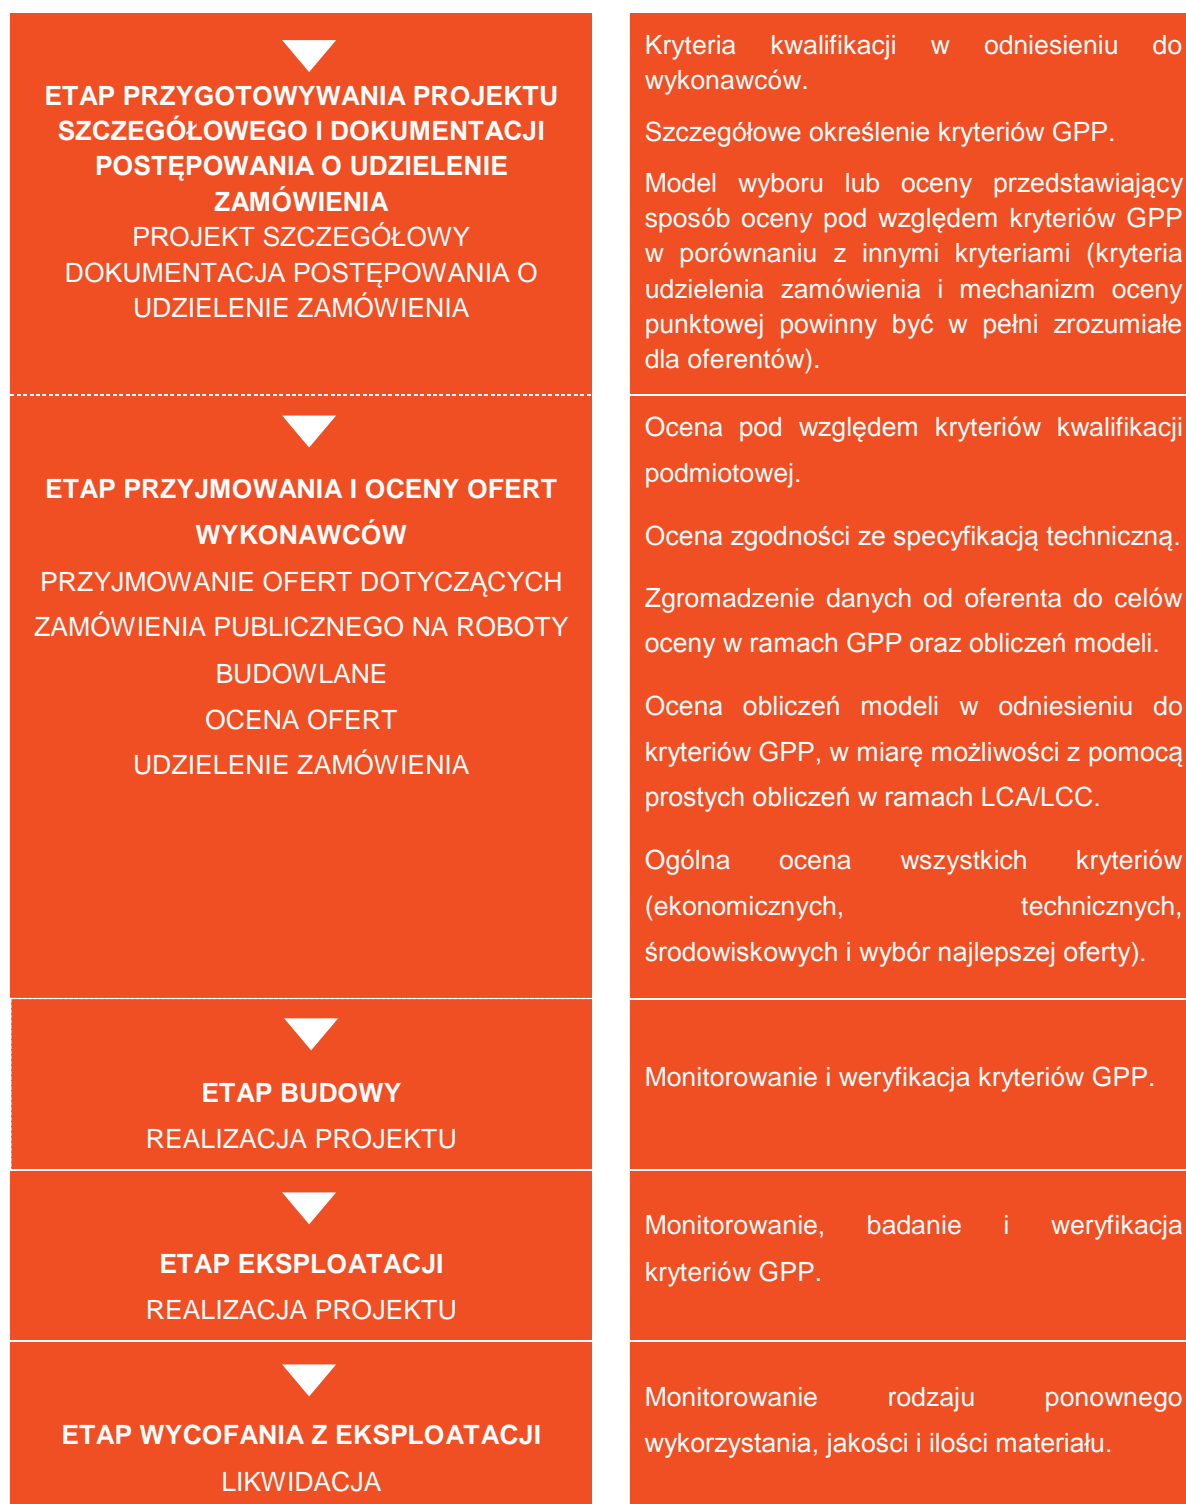 ETAP PRZYGOTOWYWANIA PROJEKTU
SZCZEGÓŁOWEGO I DOKUMENTACJI
POSTĘPOWANIA O UDZIELENIE
ZAMÓWIENIA
PROJEKT SZCZEGÓŁOWY
DOKUMENTACJA POSTĘPOWANIA O
UDZIELENIE ZAMÓWIENIA
Kryteria kwalifikacji w odniesieniu do
wykonawców.
Szczegółowe określenie kryteriów GPP.
Model wyboru lub oceny przedstawiający
sposób oceny pod względem kryteriów GPP
w porównaniu z innymi kryteriami (kryteria
udzielenia zamówienia i mechanizm oceny
punktowej powinny być w pełni zrozumiałe
dla oferentów).
ETAP PRZYJMOWANIA I OCENY OFERT
WYKONAWCÓW
PRZYJMOWANIE OFERT DOTYCZĄCYCH
ZAMÓWIENIA PUBLICZNEGO NA ROBOTY
BUDOWLANE
OCENA OFERT
UDZIELENIE ZAMÓWIENIA
Ocena pod względem kryteriów kwalifikacji
podmiotowej.
Ocena zgodności ze specyfikacją techniczną.
Zgromadzenie danych od oferenta do celów
oceny w ramach GPP oraz obliczeń modeli.
Ocena obliczeń modeli w odniesieniu do
kryteriów GPP, w miarę możliwości z pomocą
prostych obliczeń w ramach LCA/LCC.
Ogólna ocena wszystkich kryteriów
(ekonomicznych, technicznych,
środowiskowych i wybór najlepszej oferty).
ETAP BUDOWY
REALIZACJA PROJEKTU
Monitorowanie i weryfikacja kryteriów GPP.
ETAP EKSPLOATACJI
REALIZACJA PROJEKTU
Monitorowanie, badanie i weryfikacja
kryteriów GPP.
ETAP WYCOFANIA Z EKSPLOATACJI
LIKWIDACJA
Monitorowanie rodzaju ponownego
wykorzystania, jakości i ilości materiału.